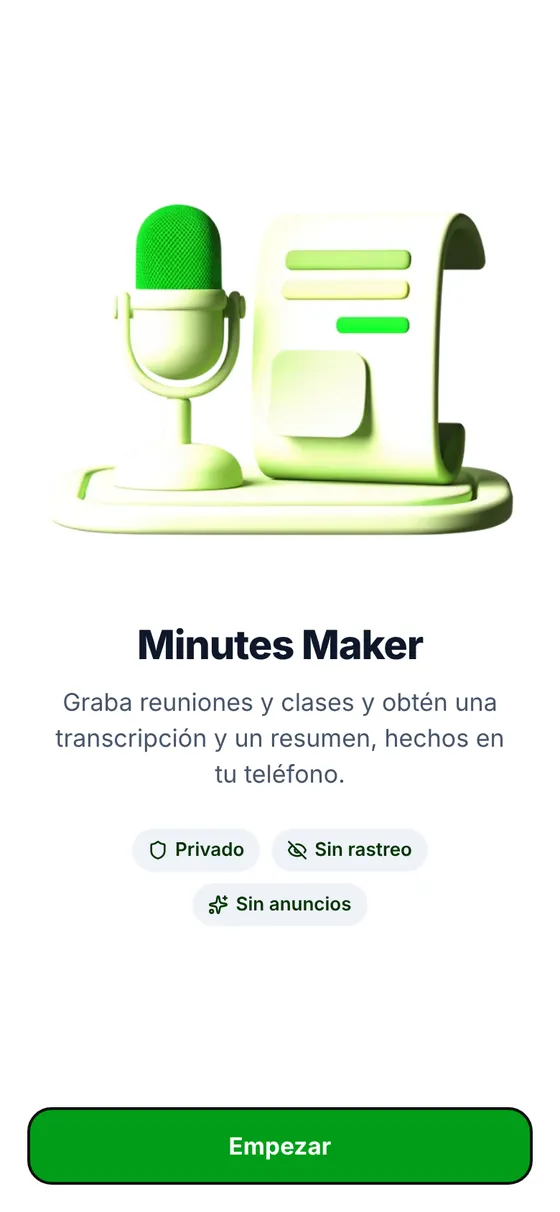 Minutes Maker
Graba reuniones y clases y obtén una
transcripción y un resumen, hechos en
tu teléfono.
Privado
Sin rastreo
Sin anuncios
Empezar